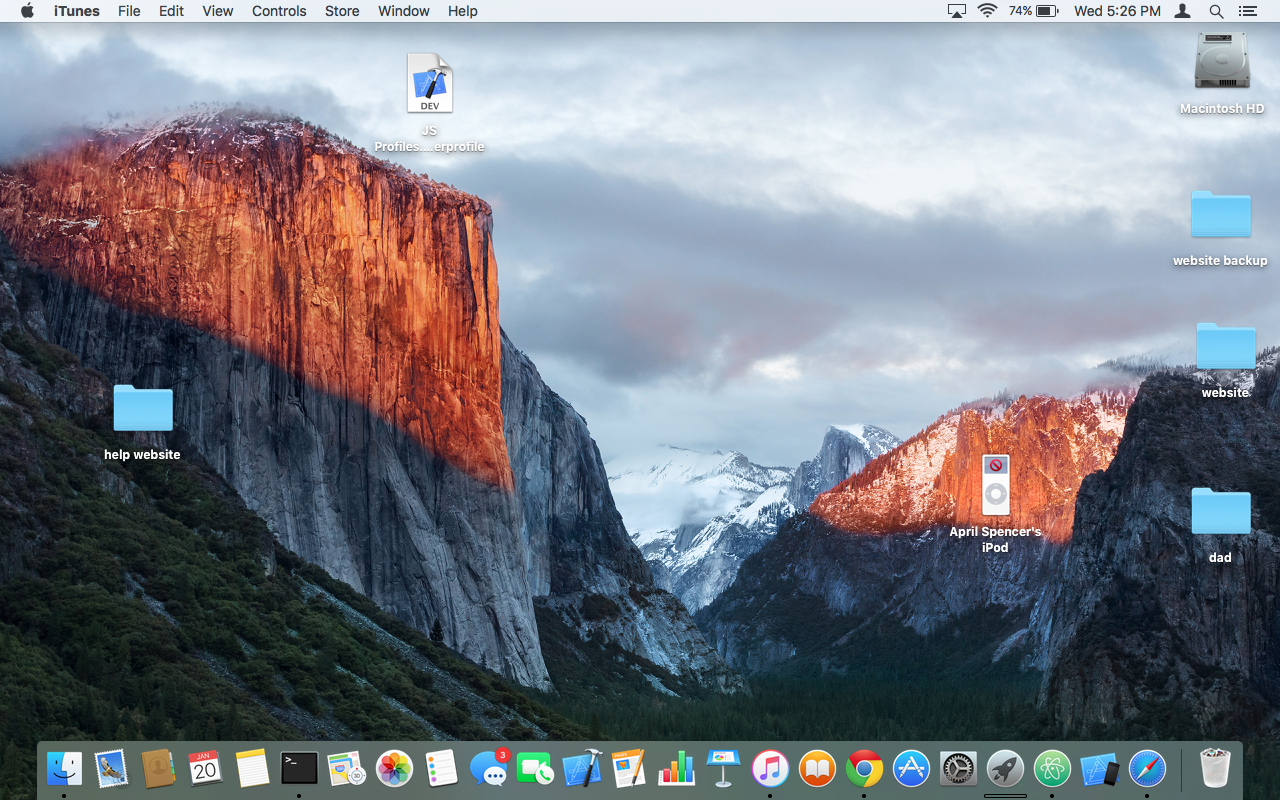 iTunes File Edit View Controls Store Window Help 74% Wed 5:26 PM
DEV
JS
Profiles....erprofile
Macintosh HD
website backup
website
help website
April Spencer's
iPod
dad
3
JAN
20
>_
3D